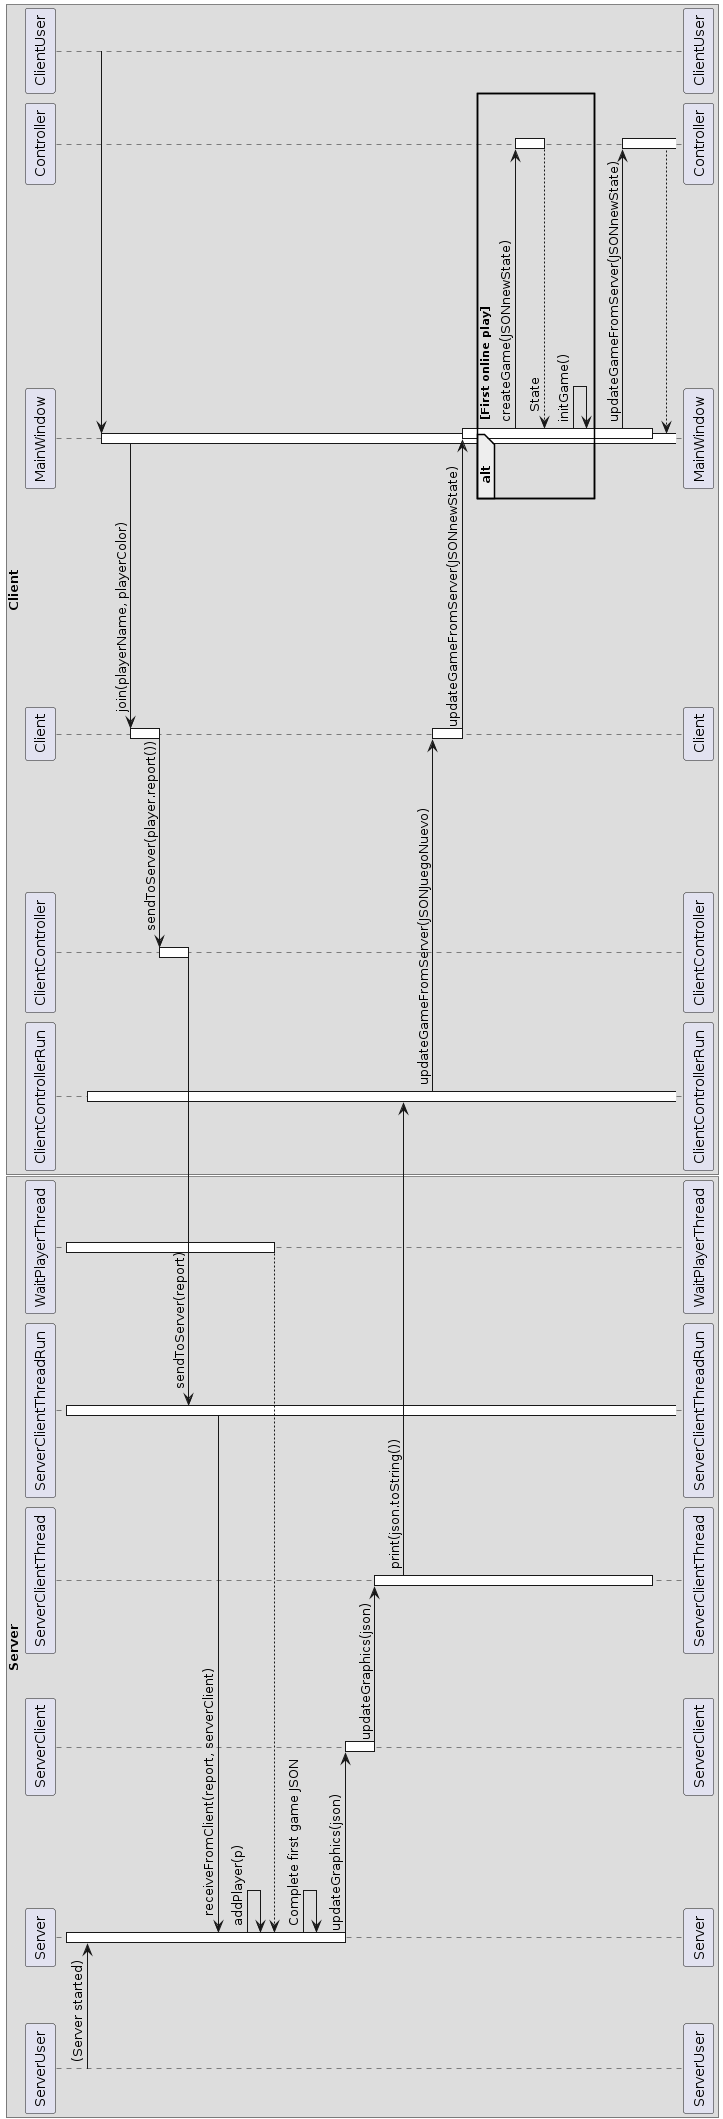 Server
Client
ServerUser
Server
ServerClient
ServerClientThread
ServerClientThreadRun
WaitPlayerThread
ClientControllerRun
ClientController
Client
MainWindow
Controller
ClientUser
(Server started)
join(playerName, playerColor)
sendToServer(player.report())
sendToServer(report)
receiveFromClient(report, serverClient)
addPlayer(p)
Complete first game JSON
updateGraphics(json)
updateGraphics(json)
print(json.toString())
updateGameFromServer(JSONJuegoNuevo)
updateGameFromServer(JSONnewState)
alt
[First online play]
createGame(JSONnewState)
State
initGame()
updateGameFromServer(JSONnewState)
ServerUser
Server
ServerClient
ServerClientThread
ServerClientThreadRun
WaitPlayerThread
ClientControllerRun
ClientController
Client
MainWindow
Controller
ClientUser